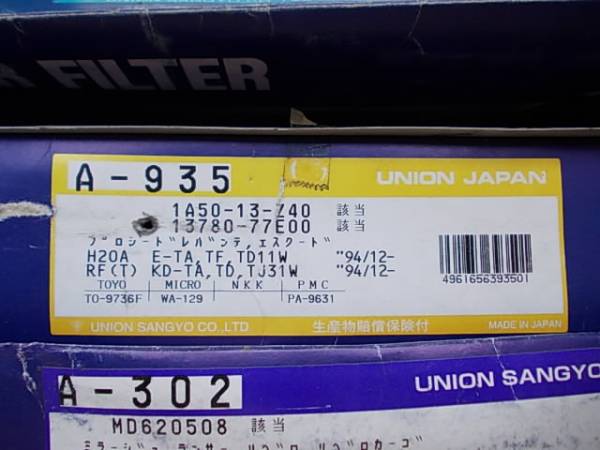 FILTER
A-935
UNION JAPAN
1A50-13-Z40 該当
13780-77E00 該当
プロシードレバンテ,エスクード
H20A E-TA,TF,TD11W "94/12-
RF(T) KD-TA,TD,TJ31W "94/12-
TOYO MICRO NKK PMC
TO-9736F WA-129 PA-9631
4961656393501
UNION SANGYO CO.,LTD 生産物賠償保険付 MADE IN JAPAN
A-302
UNION SANGYO
MD620508 該当